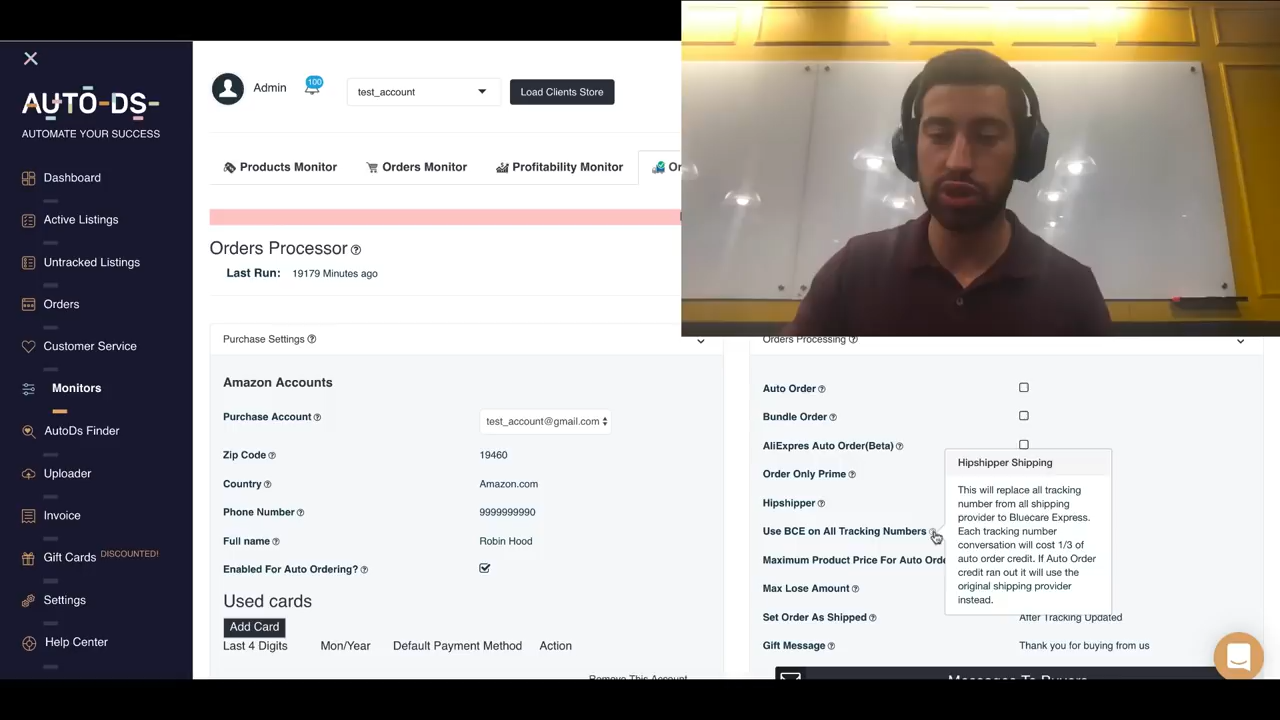 AUTO-DS-
AUTOMATE YOUR SUCCESS
Dashboard
Active Listings
Untracked Listings
Orders
Customer Service
Monitors
AutoDs Finder
Uploader
Invoice
Gift Cards DISCOUNTED!
Settings
Help Center
Admin
100
test_account
Load Clients Store
Products Monitor
Orders Monitor
Profitability Monitor
Orders Processor
Last Run: 19179 Minutes ago
Purchase Settings
Amazon Accounts
Purchase Account test_account@gmail.com
Zip Code 19460
Country Amazon.com
Phone Number 9999999990
Full name Robin Hood
Enabled For Auto Ordering?
Used cards
Add Card
Last 4 Digits Mon/Year Default Payment Method Action
Remove This Account
Orders Processing
Auto Order
Bundle Order
AliExpres Auto Order(Beta)
Order Only Prime
Hipshipper
Use BCE on All Tracking Numbers
Maximum Product Price For Auto Orde
Max Lose Amount
Set Order As Shipped After Tracking Updated
Gift Message Thank you for buying from us
Messages To Buyers
Hipshipper Shipping
This will replace all tracking
number from all shipping
provider to Bluecare Express.
Each tracking number
conversation will cost 1/3 of
auto order credit. If Auto Order
credit ran out it will use the
original shipping provider
instead.